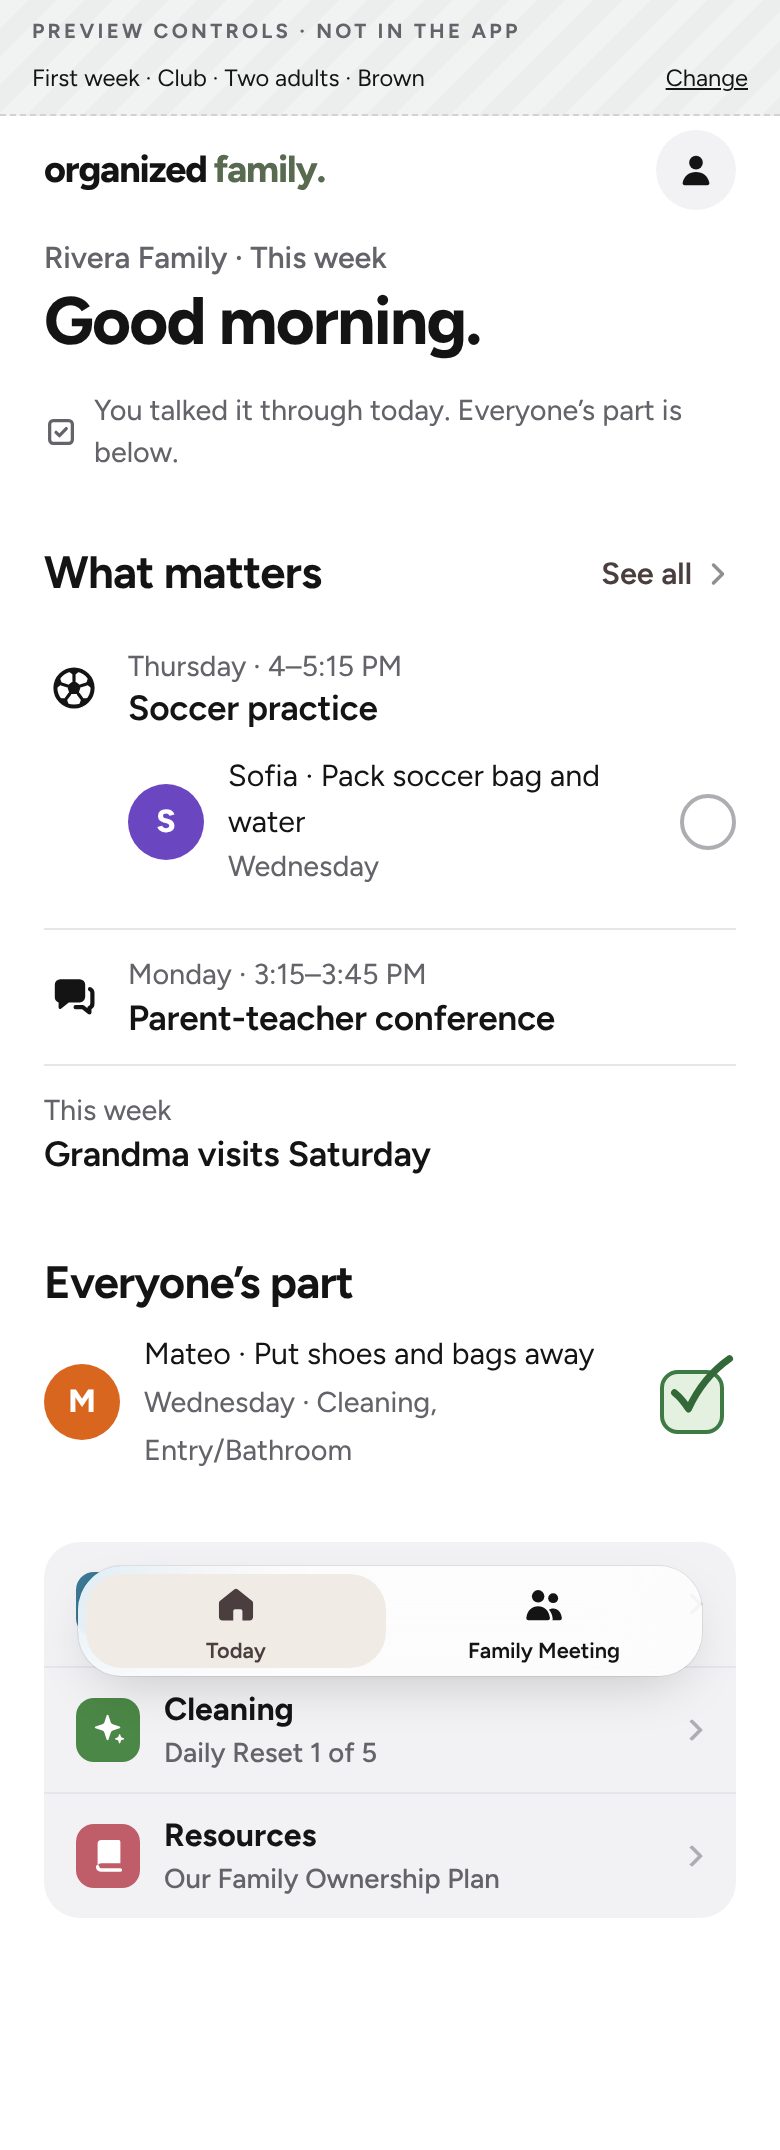 PREVIEW CONTROLS · NOT IN THE APP
First week · Club · Two adults · Brown
Change
organized family.
Rivera Family · This week
Good morning.
You talked it through today. Everyone’s part is
below.
What matters
See all
Thursday · 4–5:15 PM
Soccer practice
S
Sofia · Pack soccer bag and
water
Wednesday
Monday · 3:15–3:45 PM
Parent-teacher conference
This week
Grandma visits Saturday
Everyone’s part
M
Mateo · Put shoes and bags away
Wednesday · Cleaning,
Entry/Bathroom
Today
Family Meeting
Cleaning
Daily Reset 1 of 5
Resources
Our Family Ownership Plan